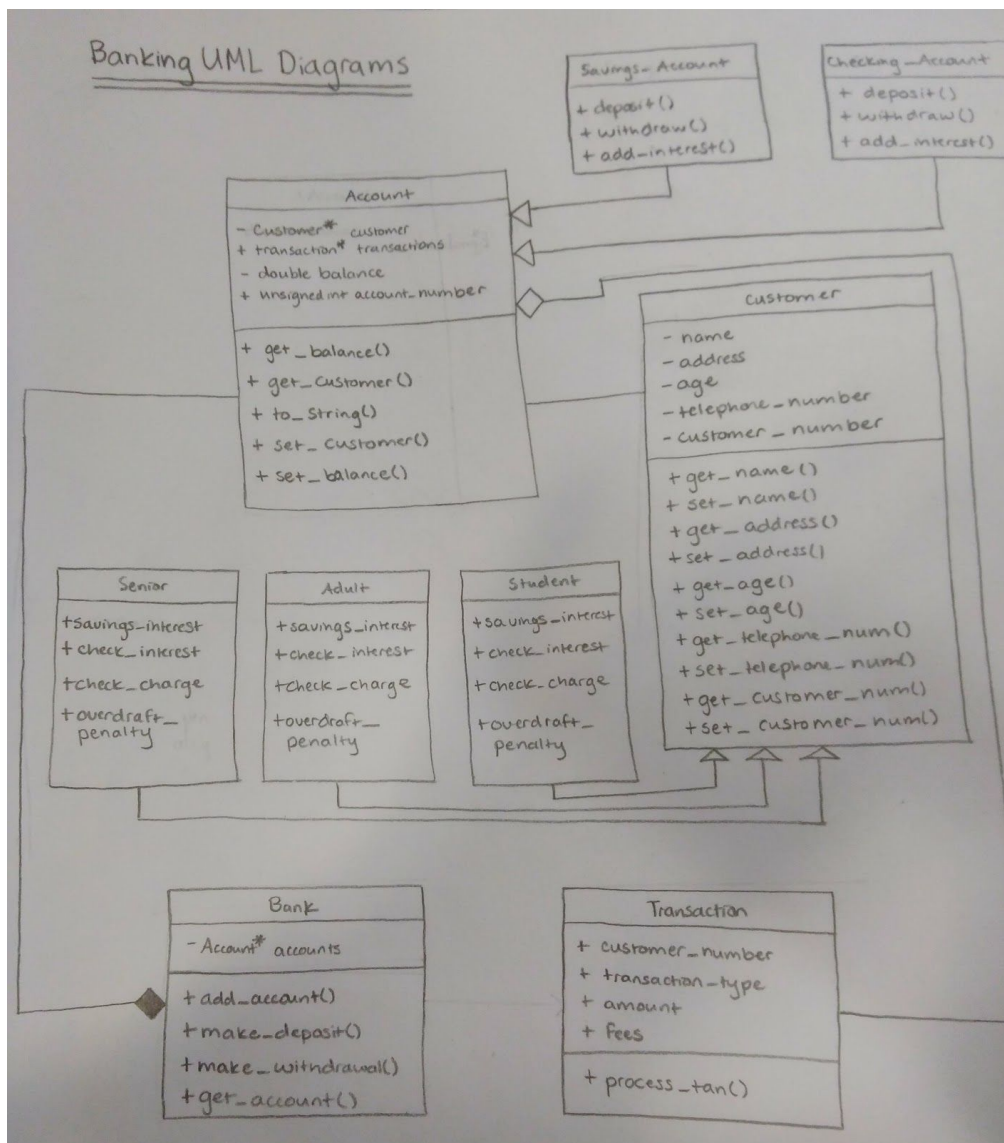 Banking UML Diagrams
Savings_Account
+ deposit()
+ withdraw()
+ add_interest()
Checking_Account
+ deposit()
+ withdraw()
+ add_interest()
Account
- Customer* customer
+ transaction* transactions
- double balance
+ unsigned int account_number
+ get_balance()
+ get_customer()
+ to_string()
+ set_customer()
+ set_balance()
Customer
- name
- address
- age
- telephone_number
- customer_number
+ get_name()
+ set_name()
+ get_address()
+ set_address()
+ get_age()
+ set_age()
+ get_telephone_num()
+ set_telephone_num()
+ get_customer_num()
+ set_customer_num()
Senior
+ savings_interest
+ check_interest
+ check_charge
+ overdraft_
penalty
Adult
+ savings_interest
+ check_interest
+ check_charge
+ overdraft_
penalty
Student
+ savings_interest
+ check_interest
+ check_charge
+ overdraft_
penalty
Bank
- Account* accounts
+ add_account()
+ make_deposit()
+ make_withdrawal()
+ get_account()
Transaction
+ customer_number
+ transaction_type
+ amount
+ fees
+ process_tan()